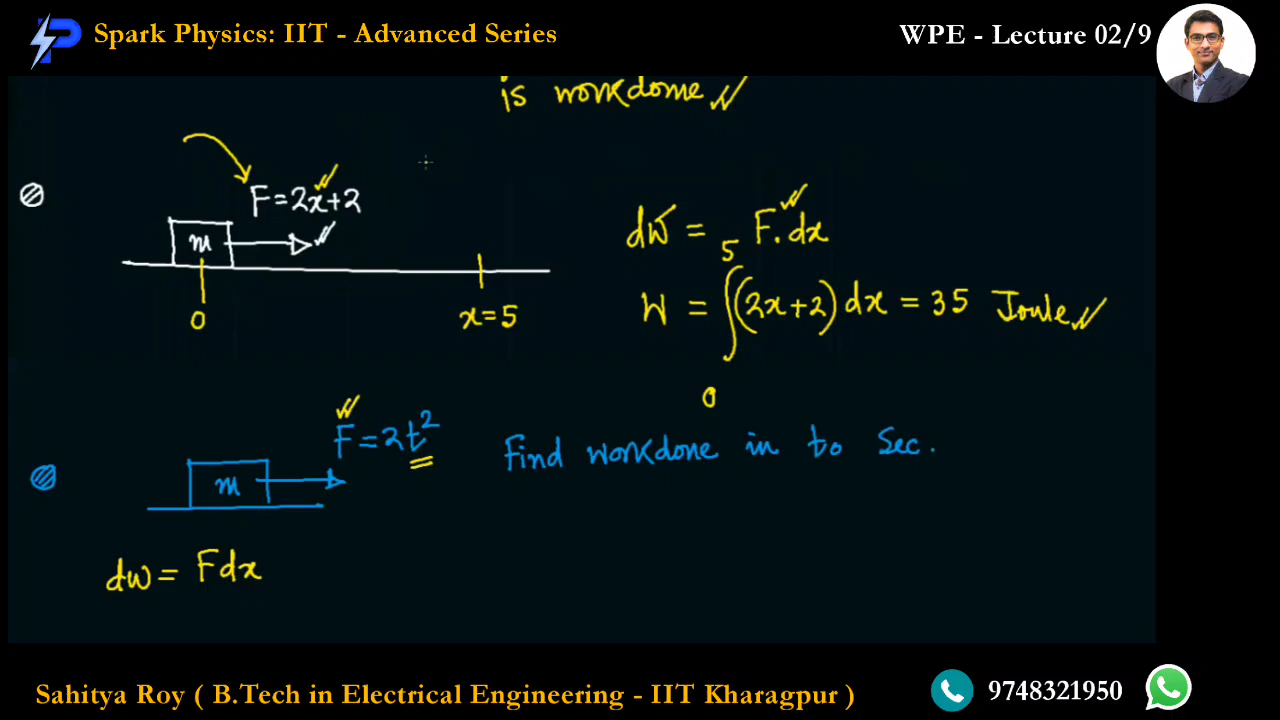 Spark Physics: IIT - Advanced Series
WPE - Lecture 02/9
is workdome
F=2x+2
m
0
x=5
dW = F.dx
W = ∫₀⁵(2x+2)dx = 35 Joule
F=2t²
m
Find workdone in to Sec.
dw = Fdx
Sahitya Roy ( B.Tech in Electrical Engineering - IIT Kharagpur )
9748321950